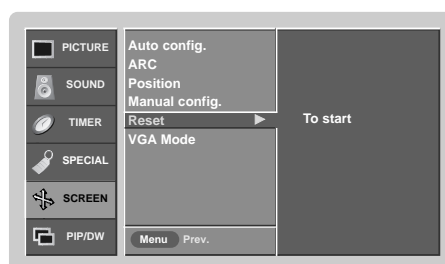 PICTURE
SOUND
TIMER
SPECIAL
SCREEN
PIP/DW
Auto config.
ARC
Position
Manual config.
Reset
VGA Mode
Menu Prev.
To start